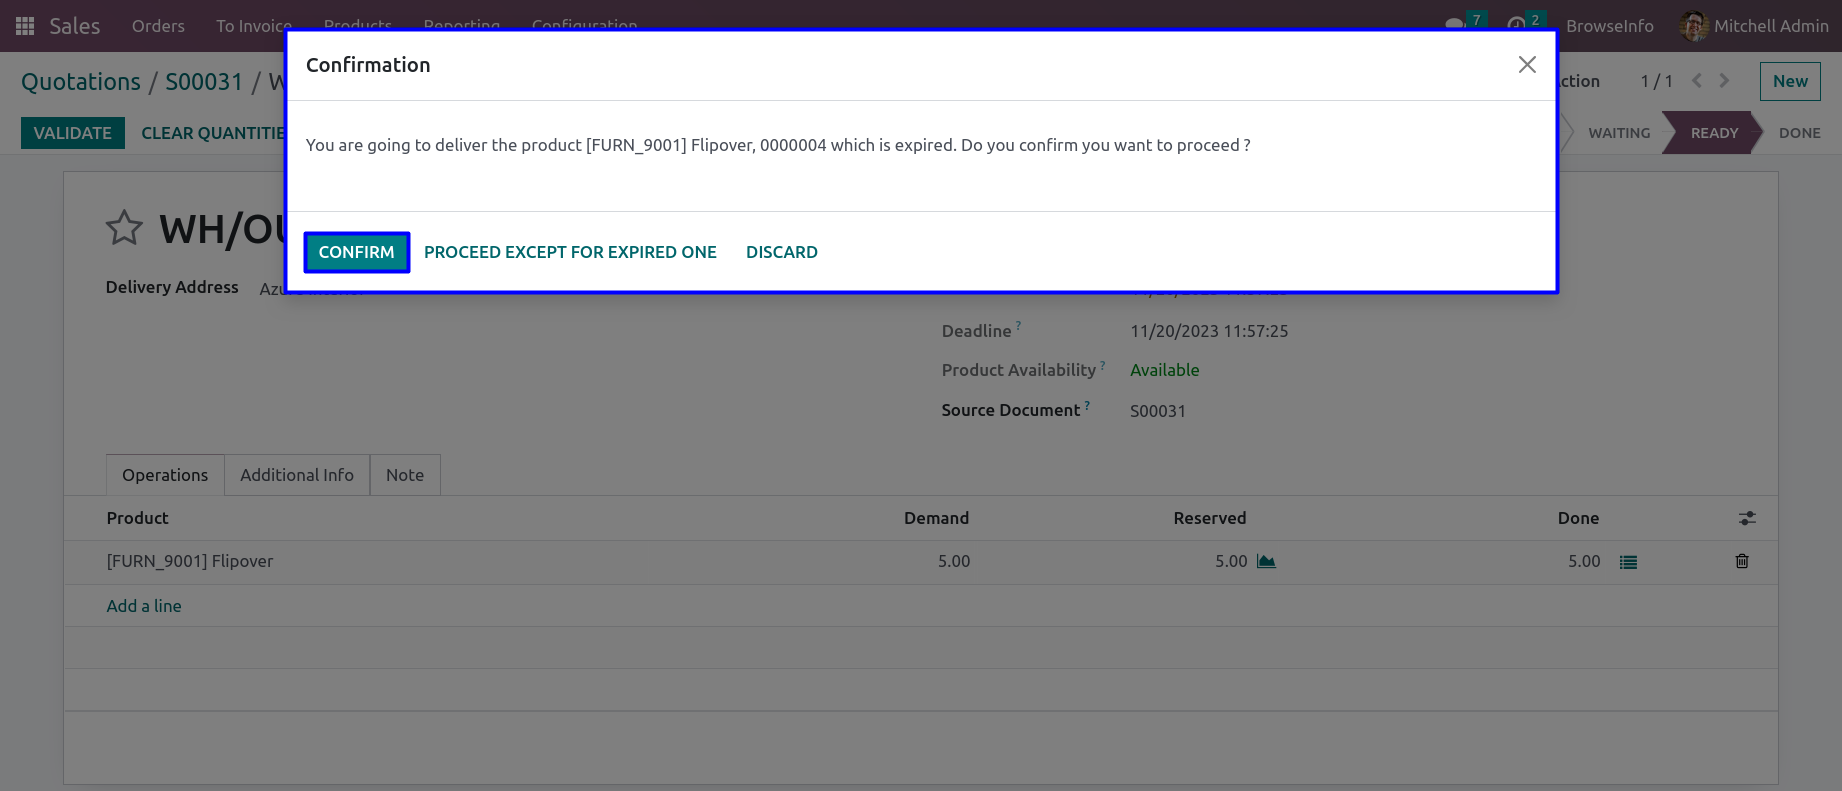 Sales Orders To Invoice Products Reporting Configuration 7 2 BrowseInfo Mitchell Admin
Confirmation
Quotations / S00031 / 1 / 1 New
VALIDATE CLEAR QUANTITIE WAITING READY DONE
You are going to deliver the product [FURN_9001] Flipover, 0000004 which is expired. Do you confirm you want to proceed ?
WH/OU
CONFIRM PROCEED EXCEPT FOR EXPIRED ONE DISCARD
Delivery Address
Deadline ? 11/20/2023 11:57:25
Product Availability ? Available
Source Document ? S00031
Operations Additional Info Note
Product Demand Reserved Done
[FURN_9001] Flipover 5.00 5.00 5.00
Add a line